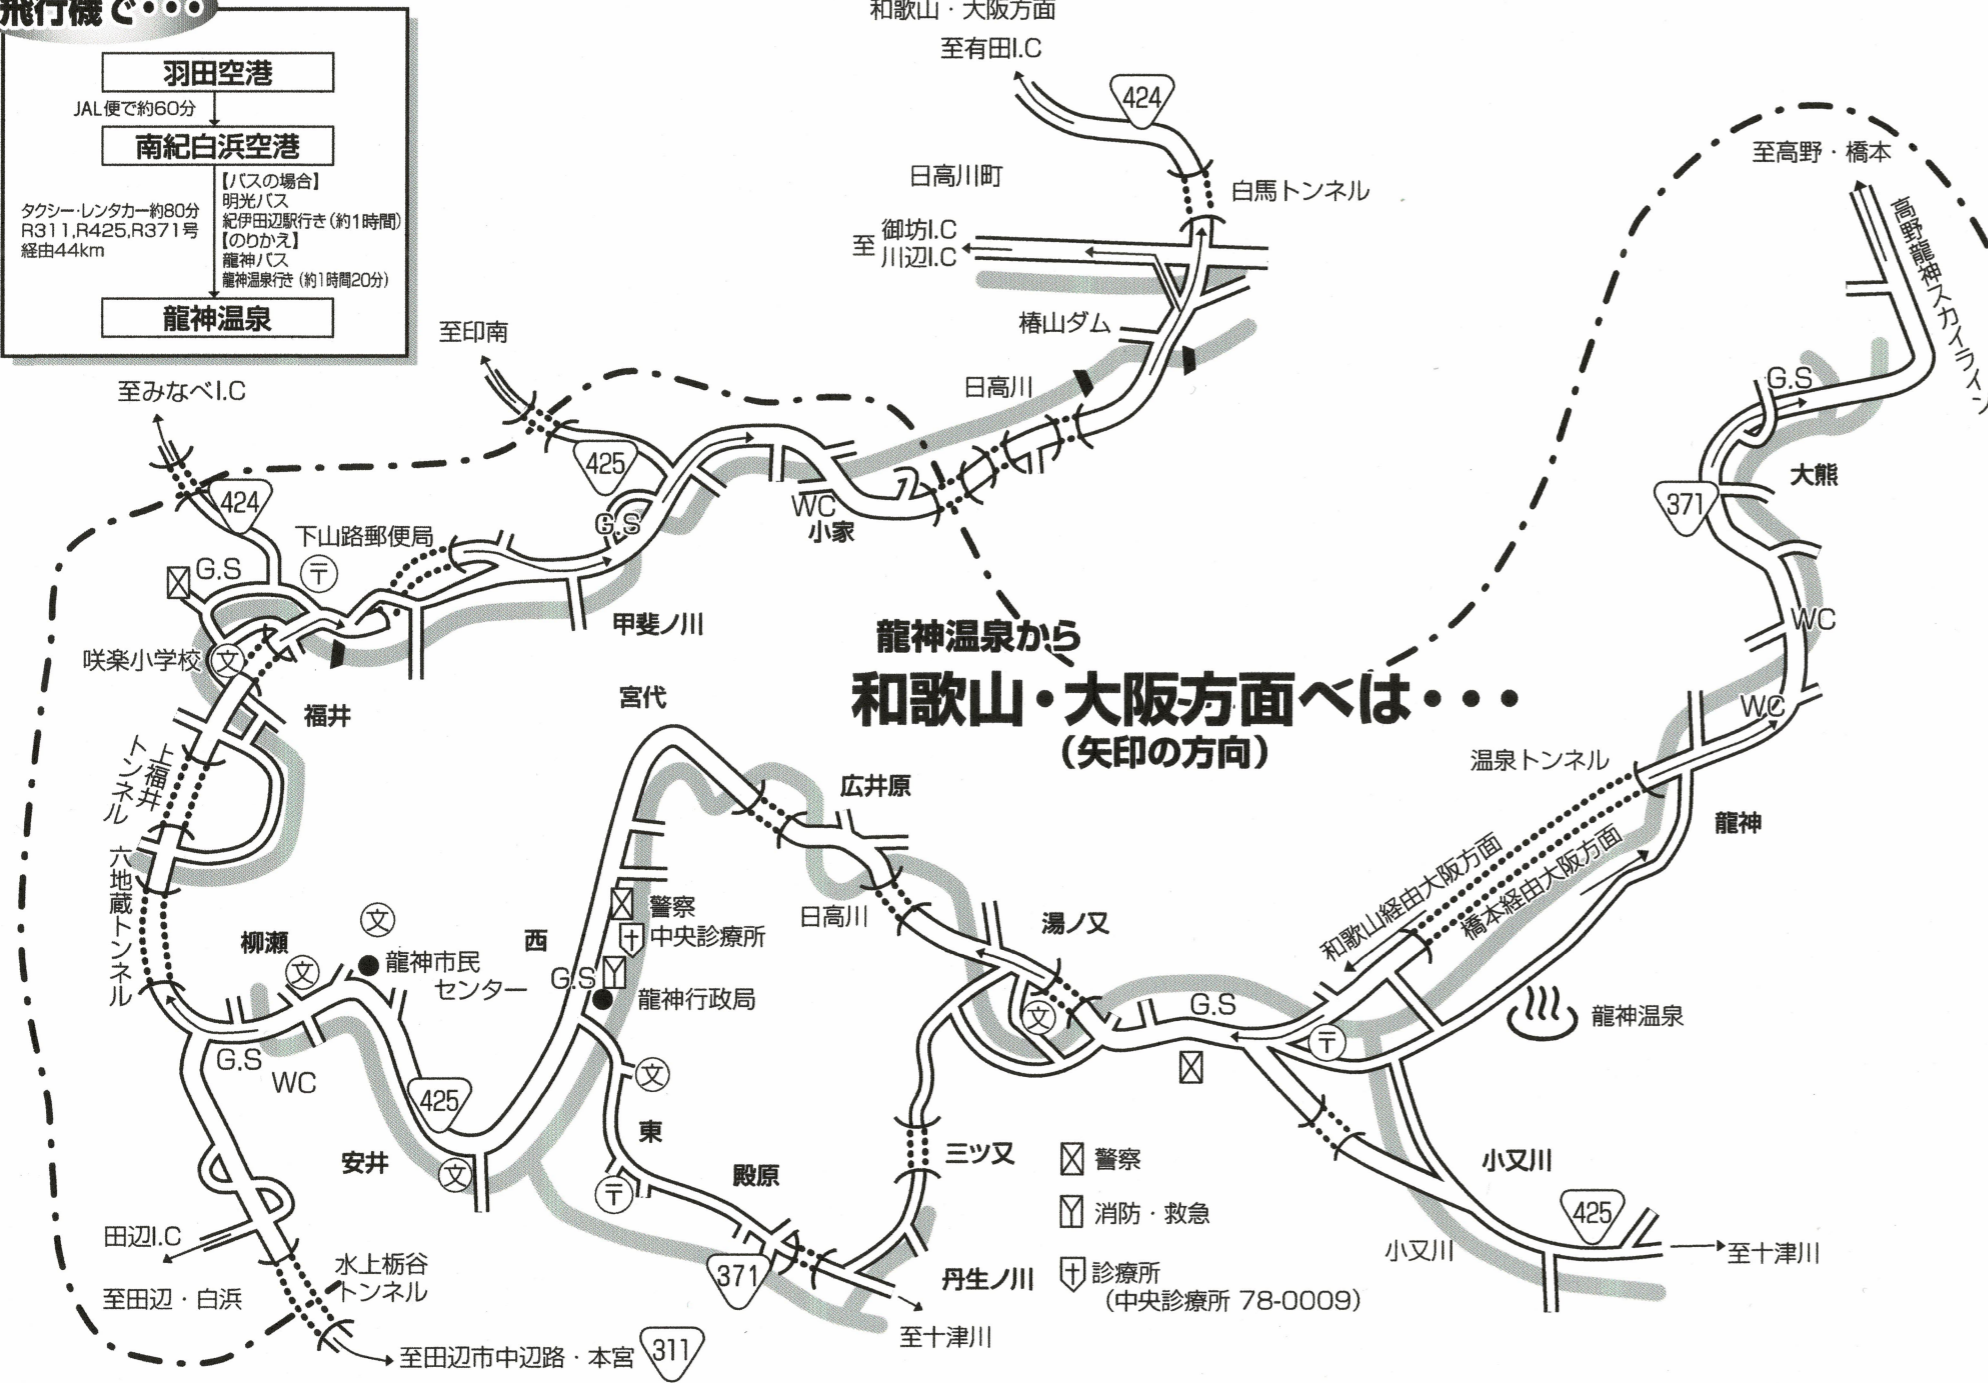 飛行機で・・・
羽田空港
JAL便で約60分
南紀白浜空港
【バスの場合】
明光バス
紀伊田辺駅行き(約1時間)
【のりかえ】
龍神バス
龍神温泉行き(約1時間20分)
タクシー・レンタカー約80分
R311,R425,R371号
経由44km
龍神温泉
和歌山・大阪方面
至有田I.C
424
日高川町
白馬トンネル
至
御坊I.C
川辺I.C
椿山ダム
日高川
至高野・橋本
高野龍神スカイライン
G.S
大熊
371
WC
WC
至印南
至みなべI.C
425
424
下山路郵便局
〒
G.S
G.S
WC
小家
甲斐ノ川
咲楽小学校
文
福井
上福井
トンネル
六地蔵トンネル
龍神温泉から
和歌山・大阪方面へは・・・
(矢印の方向)
宮代
広井原
日高川
温泉トンネル
龍神
和歌山経由大阪方面
橋本経由大阪方面
湯ノ又
文
G.S
〒
龍神温泉
西
警察
中央診療所
G.S
龍神行政局
柳瀬
文
文
龍神市民
センター
G.S
WC
425
安井
文
文
東
〒
殿原
371
三ツ又
丹生ノ川
至十津川
小又川
425
小又川
至十津川
田辺I.C
至田辺・白浜
水上栃谷
トンネル
至田辺市中辺路・本宮
311
警察
消防・救急
診療所
(中央診療所 78-0009)